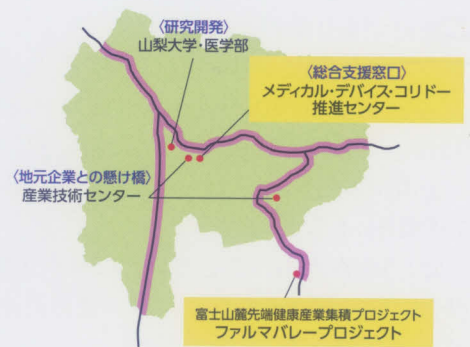 〈研究開発〉
山梨大学・医学部
〈総合支援窓口〉
メディカル・デバイス・コリドー
推進センター
〈地元企業との懸け橋〉
産業技術センター
富士山麓先端健康産業集積プロジェクト
ファルマバレープロジェクト